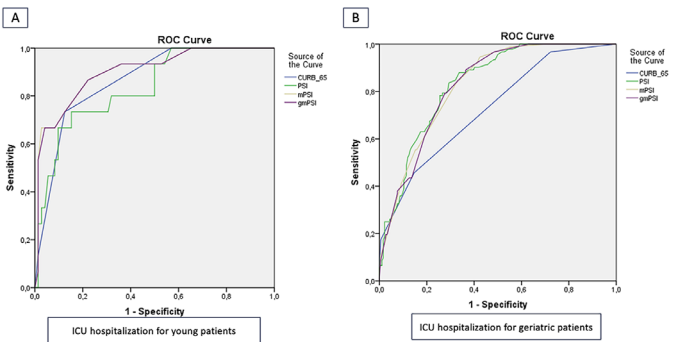 A
ROC Curve
Source of
the Curve
CURB_65
PSI
mPSI
gmPSI
Sensitivity
1,0
0,8
0,6
0,4
0,2
0,0
0,0 0,2 0,4 0,6 0,8 1,0
1 - Specificity
ICU hospitalization for young patients
B
ROC Curve
Source of
the Curve
CURB_65
PSI
mPSI
gmPSI
Sensitivity
1,0
0,8
0,6
0,4
0,2
0,0
0,0 0,2 0,4 0,6 0,8 1,0
1 - Specificity
ICU hospitalization for geriatric patients